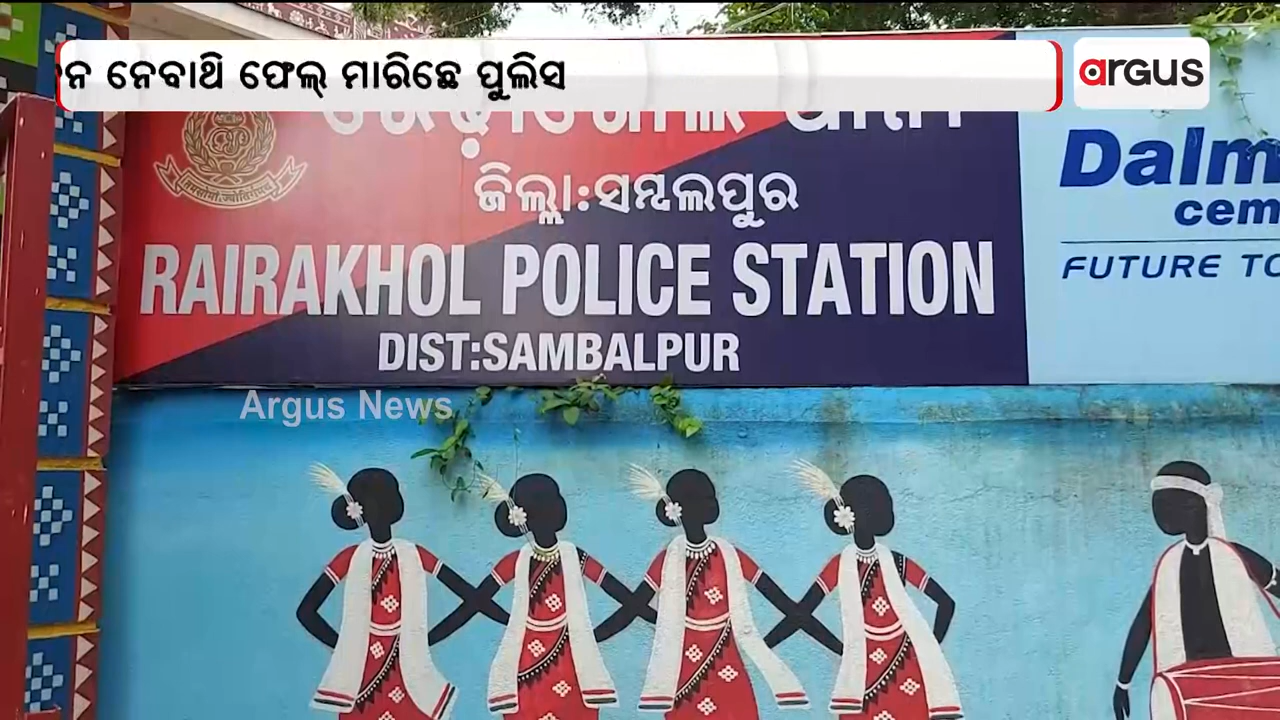 ନେବାଥି ଫେଲ୍ ମାରିଛେ ପୁଲିସ
argus
ଜିଲ୍ଲା:ସମ୍ବଲପୁର
RAIRAKHOL POLICE STATION
DIST:SAMBALPUR
Dalm
cem
FUTURE TO
Argus News